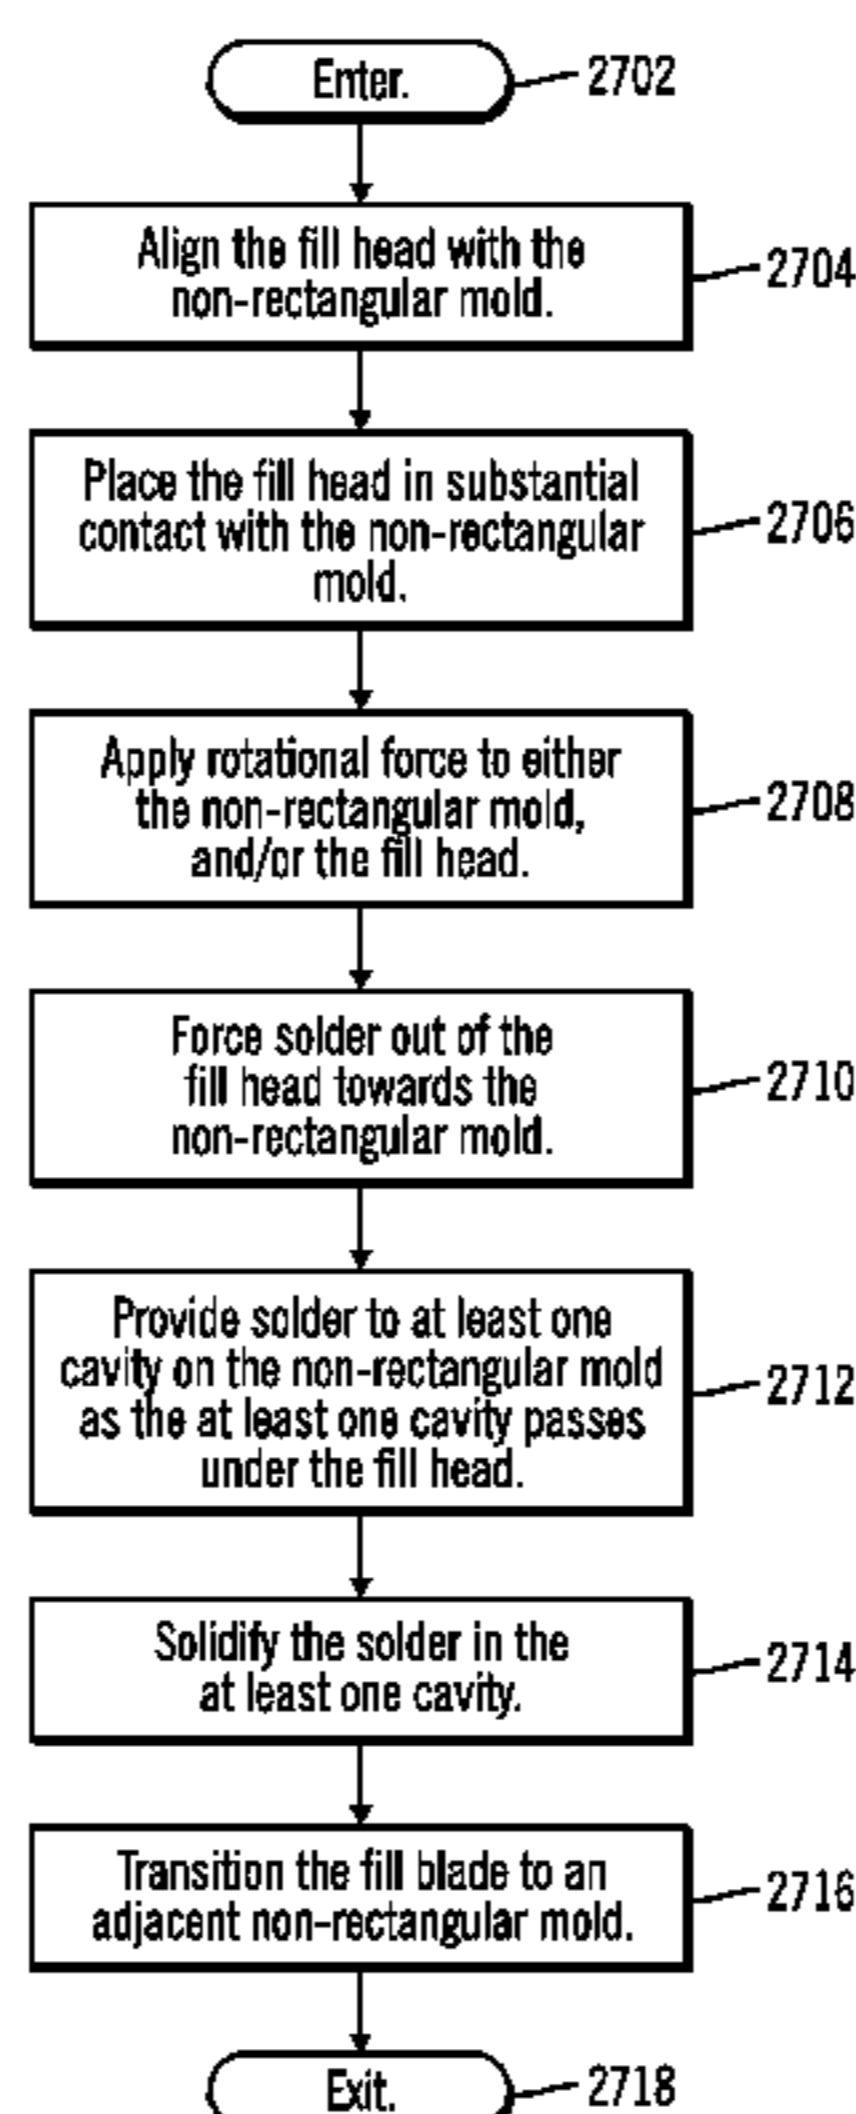 Enter.
2702
Align the fill head with the
non-rectangular mold.
2704
Place the fill head in substantial
contact with the non-rectangular
mold.
2706
Apply rotational force to either
the non-rectangular mold,
and/or the fill head.
2708
Force solder out of the
fill head towards the
non-rectangular mold.
2710
Provide solder to at least one
cavity on the non-rectangular mold
as the at least one cavity passes
under the fill head.
2712
Solidify the solder in the
at least one cavity.
2714
Transition the fill blade to an
adjacent non-rectangular mold.
2716
Exit.
2718